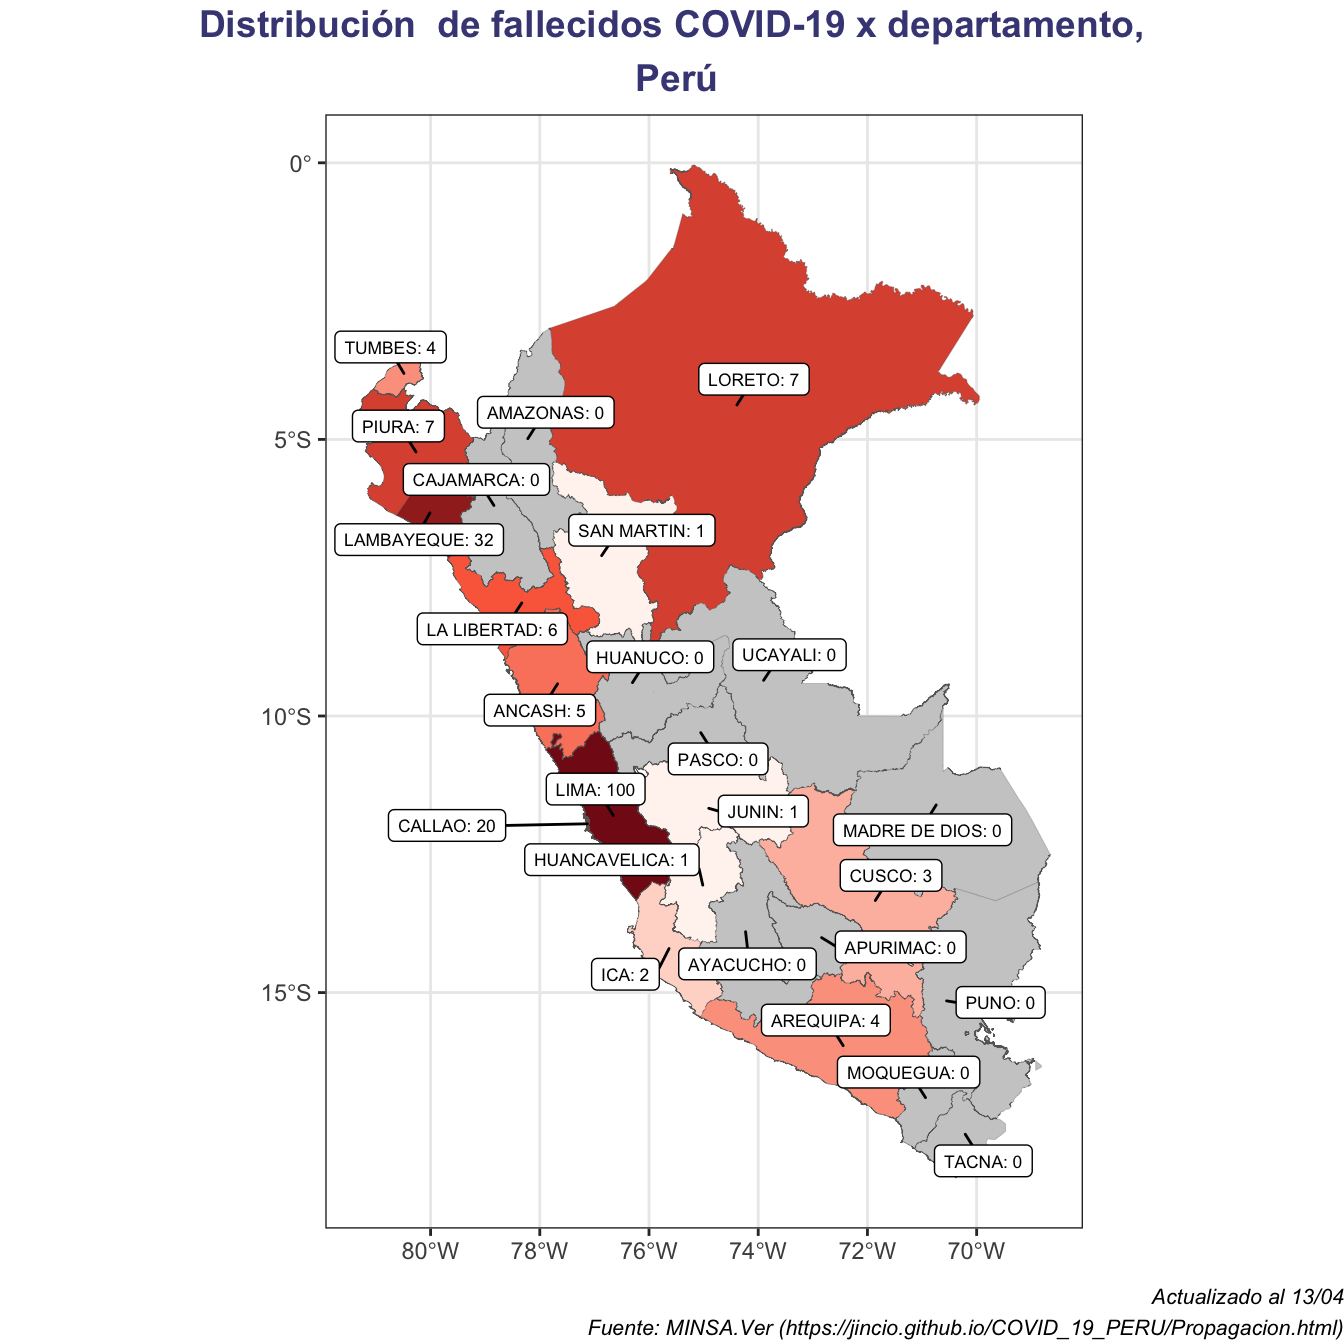 Distribución  de fallecidos COVID-19 x departamento,
Perú
0°
5°S
10°S
15°S
TUMBES: 4
LORETO: 7
AMAZONAS: 0
PIURA: 7
CAJAMARCA: 0
SAN MARTIN: 1
LAMBAYEQUE: 32
LA LIBERTAD: 6
HUANUCO: 0
UCAYALI: 0
ANCASH: 5
PASCO: 0
LIMA: 100
JUNIN: 1
CALLAO: 20
MADRE DE DIOS: 0
HUANCAVELICA: 1
CUSCO: 3
APURIMAC: 0
AYACUCHO: 0
ICA: 2
PUNO: 0
AREQUIPA: 4
MOQUEGUA: 0
TACNA: 0
80°W
78°W
76°W
74°W
72°W
70°W
Actualizado al 13/04
Fuente: MINSA.Ver (https://jincio.github.io/COVID_19_PERU/Propagacion.html)